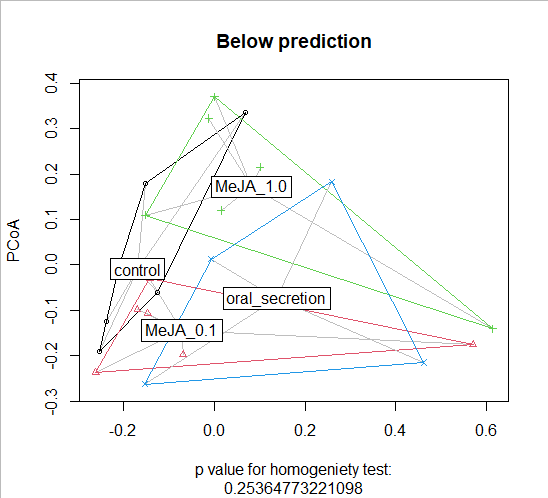 Below prediction
PCoA
0.4
0.3
0.2
0.1
0.0
-0.1
-0.2
-0.3
MeJA_1.0
control
oral_secretion
MeJA_0.1
-0.2 0.0 0.2 0.4 0.6
p value for homogeniety test:
0.25364773221098